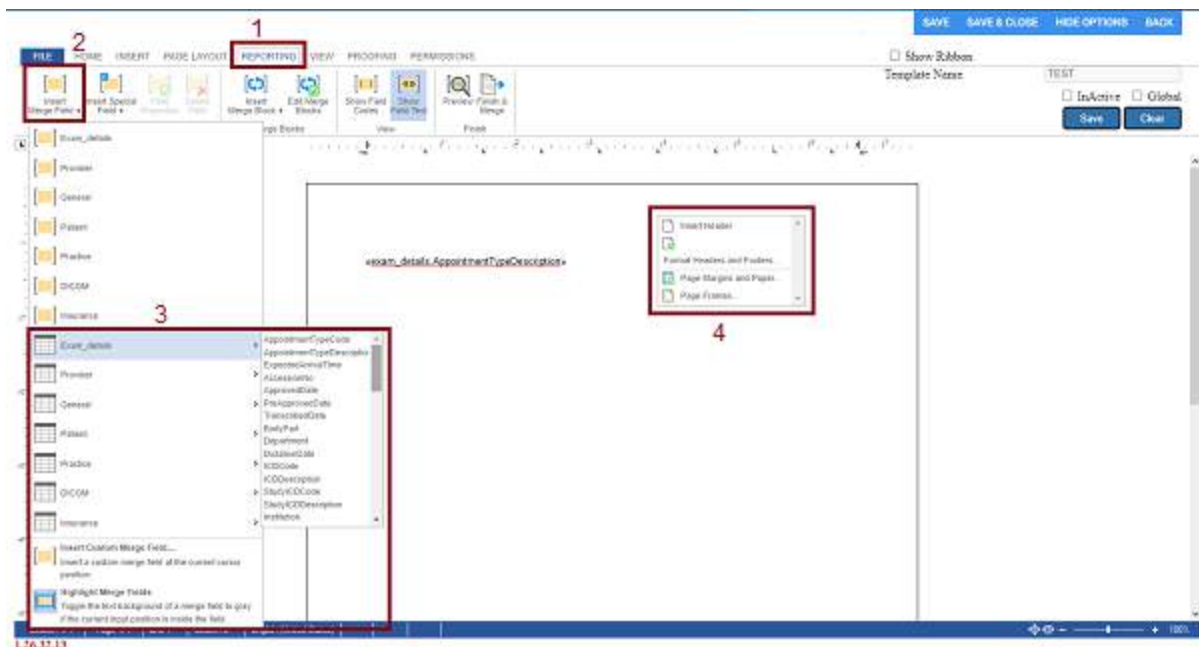 SAVE SAVE & CLOSE HIDE OPTIONS BACK
1
2
FILE HOME INSERT PAGE LAYOUT REPORTING VIEW PROOFING PERMISSIONS
Show Ribbon
Template Name TEST
InActive Global
Save Clear
Insert Merge Field
Insert Special Field
Insert Merge Block
Edit Merge Blocks
Show Field Codes
Show Field Text
Preview
Finish & Merge
View
Finish
Exam_details
Provider
General
Patient
Practice
DICOM
Insurance
3
«exam_details.AppointmentTypeDescription»
Insert Header
Format Headers and Footers...
Page Margins and Paper...
Page Frames...
4
Exam_details
Provider
General
Patient
Practice
DICOM
Insurance
AppointmentTypeCode
AppointmentTypeDescriptio
ExpectedArrivalTime
AccessionNo
ApprovedDate
PreApprovedDate
TranscribedDate
BodyPart
Department
DictationDate
ICDCode
ICDDescription
StudyICDCode
StudyICDDescription
Institution
Insert Custom Merge Field...
Insert a custom merge field at the current cursor
position
Highlight Merge Fields
Toggle the text background of a merge field to gray
if the current input position is inside the field
100%